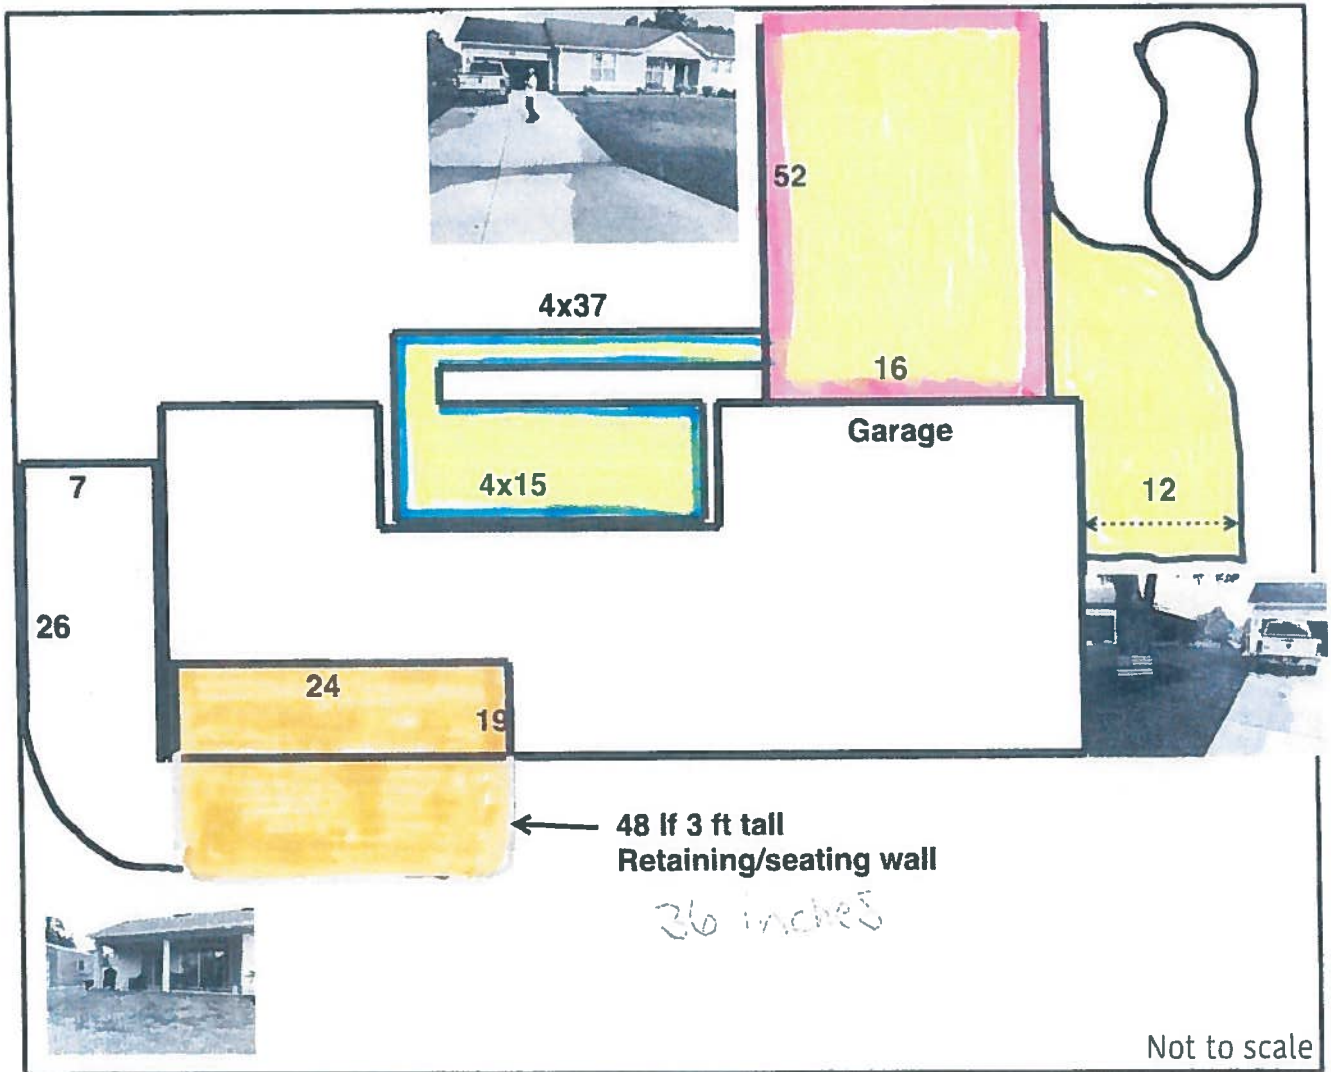 52
4x37
16
Garage
4x15
7
12
26
24
19
48 lf 3 ft tall
Retaining/seating wall
36 inches
Not to scale